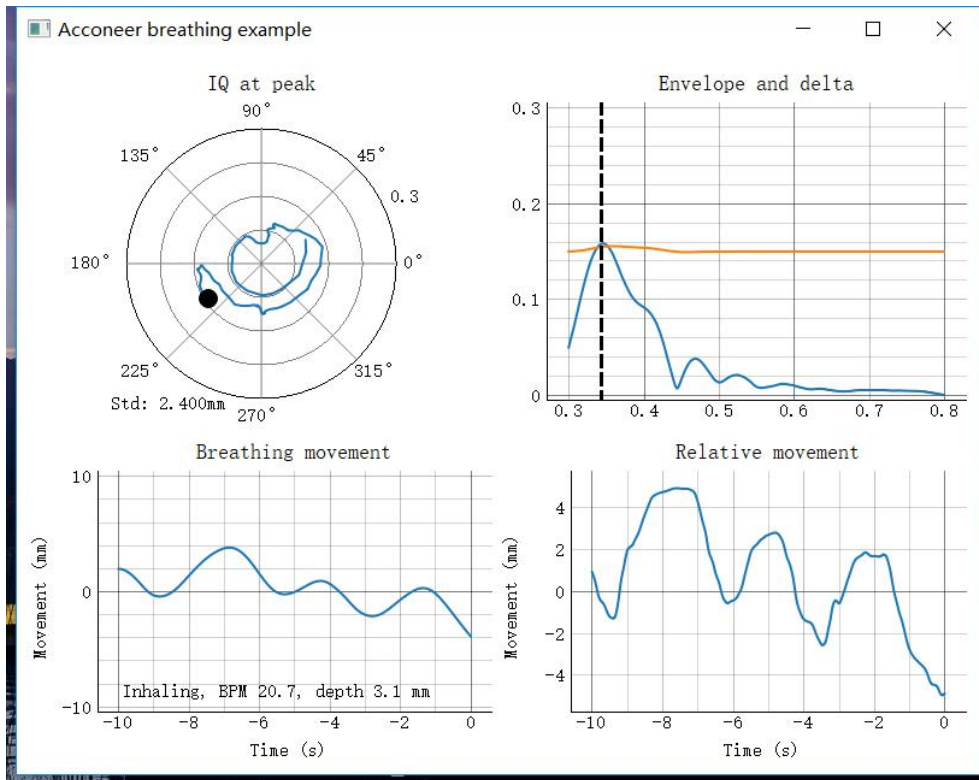 Acconeer breathing example
IQ at peak
90°
135°
45°
0.3
180°
0°
225°
315°
Std: 2.400mm
270°
Envelope and delta
0.3
0.2
0.1
0
0.3 0.4 0.5 0.6 0.7 0.8
Breathing movement
10
0
-10
Movement (mm)
Inhaling, BPM 20.7, depth 3.1 mm
-10 -8 -6 -4 -2 0
Time (s)
Relative movement
4
2
0
-2
-4
Movement (mm)
-10 -8 -6 -4 -2 0
Time (s)